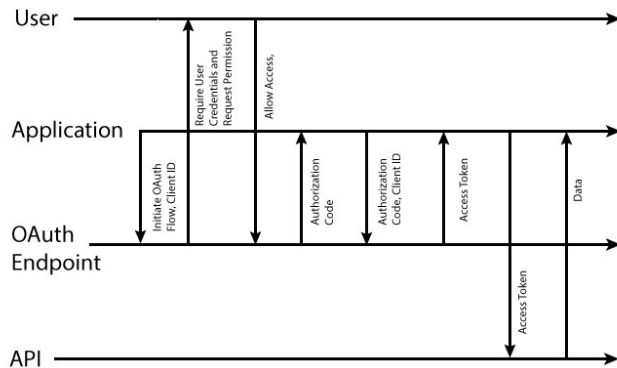 User
Require User
Credentials and
Request Permission
Allow Access,
Application
Initiate OAuth
Flow, Client ID
Authorization
Code
Authorization
Code, Client ID
Access Token
Data
OAuth
Endpoint
Access Token
API